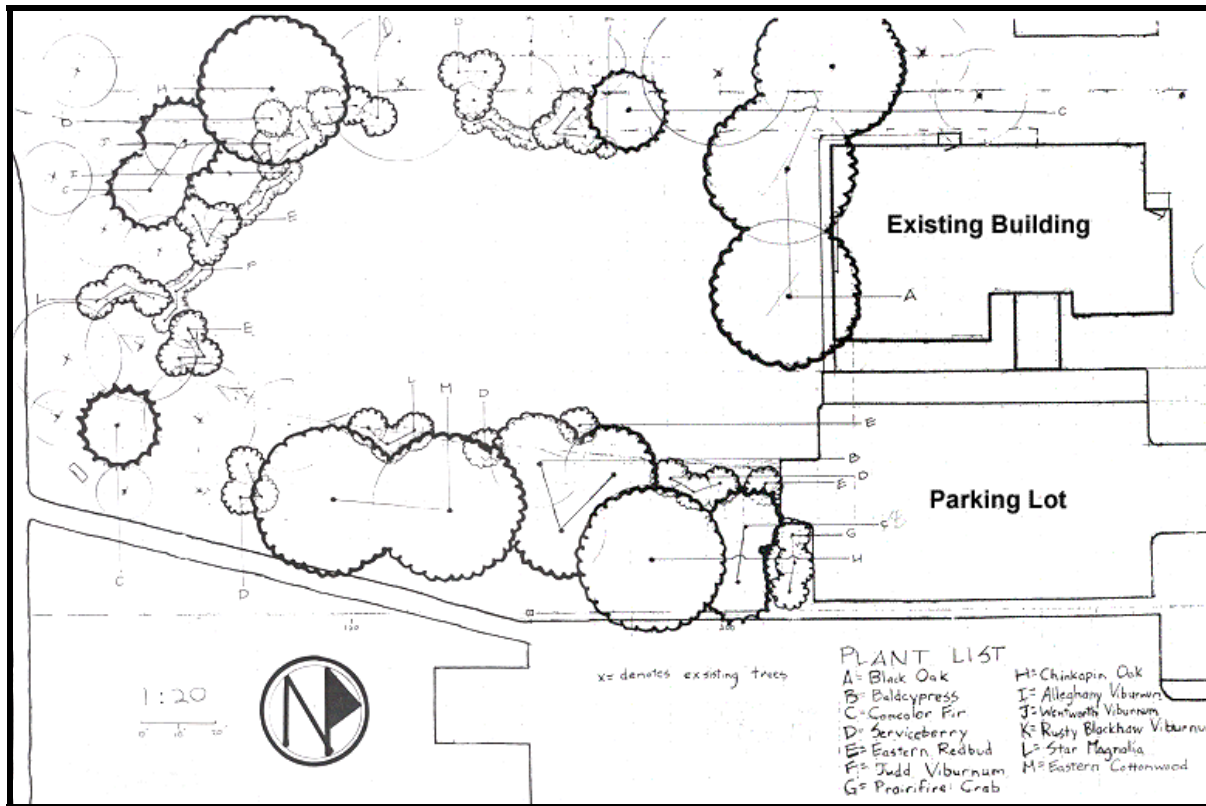 D
H
D
C
J
F
C
E
Existing Building
F
L
A
E
L
M
D
E
B
D
E
Parking Lot
G
H
C
D
x= denotes exsisting trees
1:20
0' 10' 20'
N
PLANT LIST
A= Black Oak
B= Baldcypress
C= Concolor Fir
D= Serviceberry
E= Eastern Redbud
F= Judd Viburnum
G= Prairifire Crab
H= Chinkapin Oak
I= Alleghany Viburnum
J= Wentworth Viburnum
K= Rusty Blackhaw Viburnu
L= Star Magnolia
M= Eastern Cottonwood